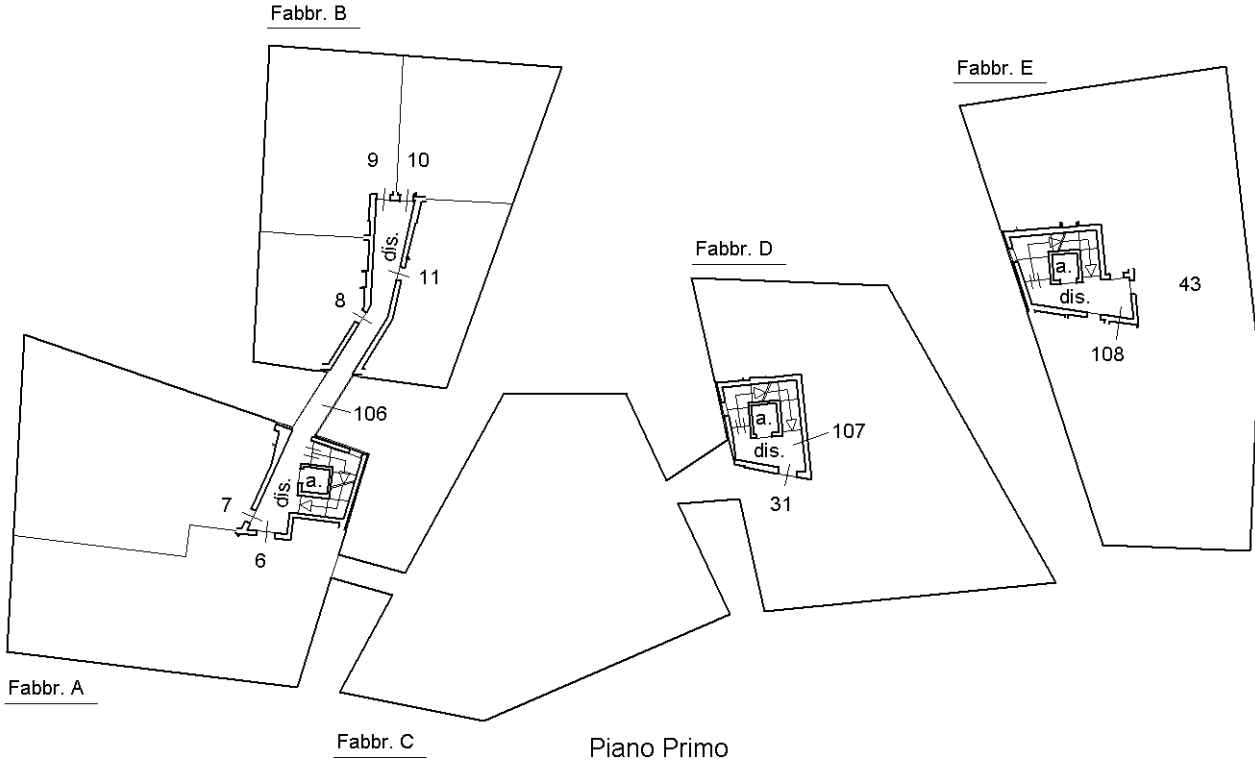 Fabbr. B
Fabbr. E
9 10
dis.
Fabbr. D
11
8
a.
dis.
43
108
106
a.
dis.
107
31
a.
dis.
7
6
Fabbr. A
Fabbr. C
Piano Primo